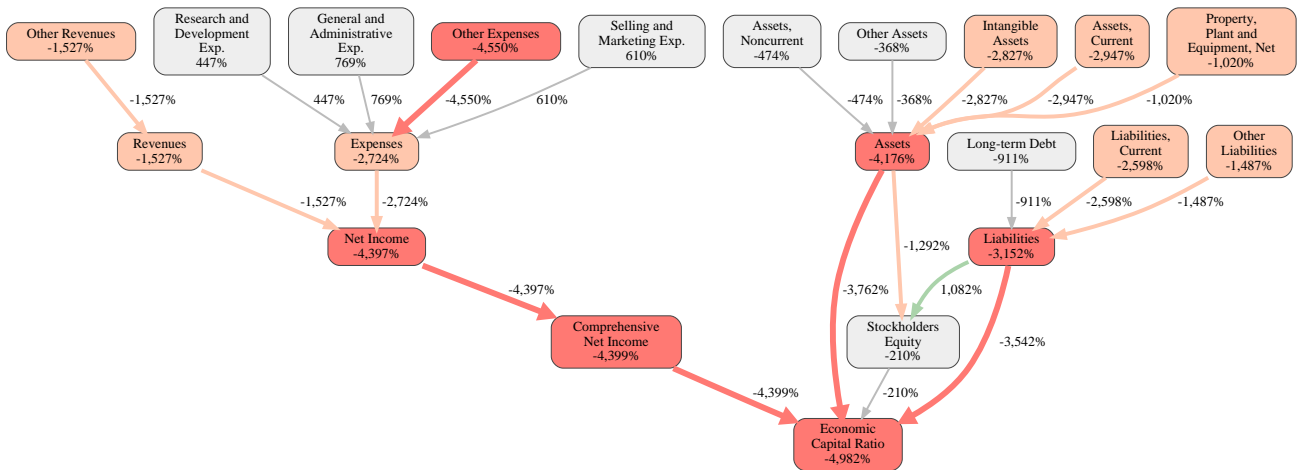 Other Revenues
-1,527%
Research and
Development
Exp.
447%
General and
Administrative
Exp.
769%
Other Expenses
-4,550%
Selling and
Marketing Exp.
610%
Assets,
Noncurrent
-474%
Other Assets
-368%
Intangible
Assets
-2,827%
Assets,
Current
-2,947%
Property,
Plant and
Equipment, Net
-1,020%
-1,527%
447%
769%
-4,550%
610%
-474%
-368%
-2,827%
-2,947%
-1,020%
Revenues
-1,527%
Expenses
-2,724%
Assets
-4,176%
Long-term Debt
-911%
Liabilities,
Current
-2,598%
Other
Liabilities
-1,487%
-1,527%
-2,724%
-911%
-2,598%
-1,487%
Net Income
-4,397%
-1,292%
Liabilities
-3,152%
-4,397%
-3,762%
1,082%
Comprehensive
Net Income
-4,399%
Stockholders
Equity
-210%
-3,542%
-4,399%
-210%
Economic
Capital Ratio
-4,982%